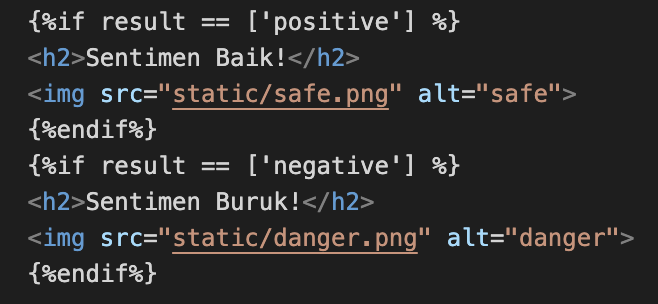 {%if result == ['positive'] %}
<h2>Sentimen Baik!</h2>
<img src="static/safe.png" alt="safe">
{%endif%}
{%if result == ['negative'] %}
<h2>Sentimen Buruk!</h2>
<img src="static/danger.png" alt="danger">
{%endif%}